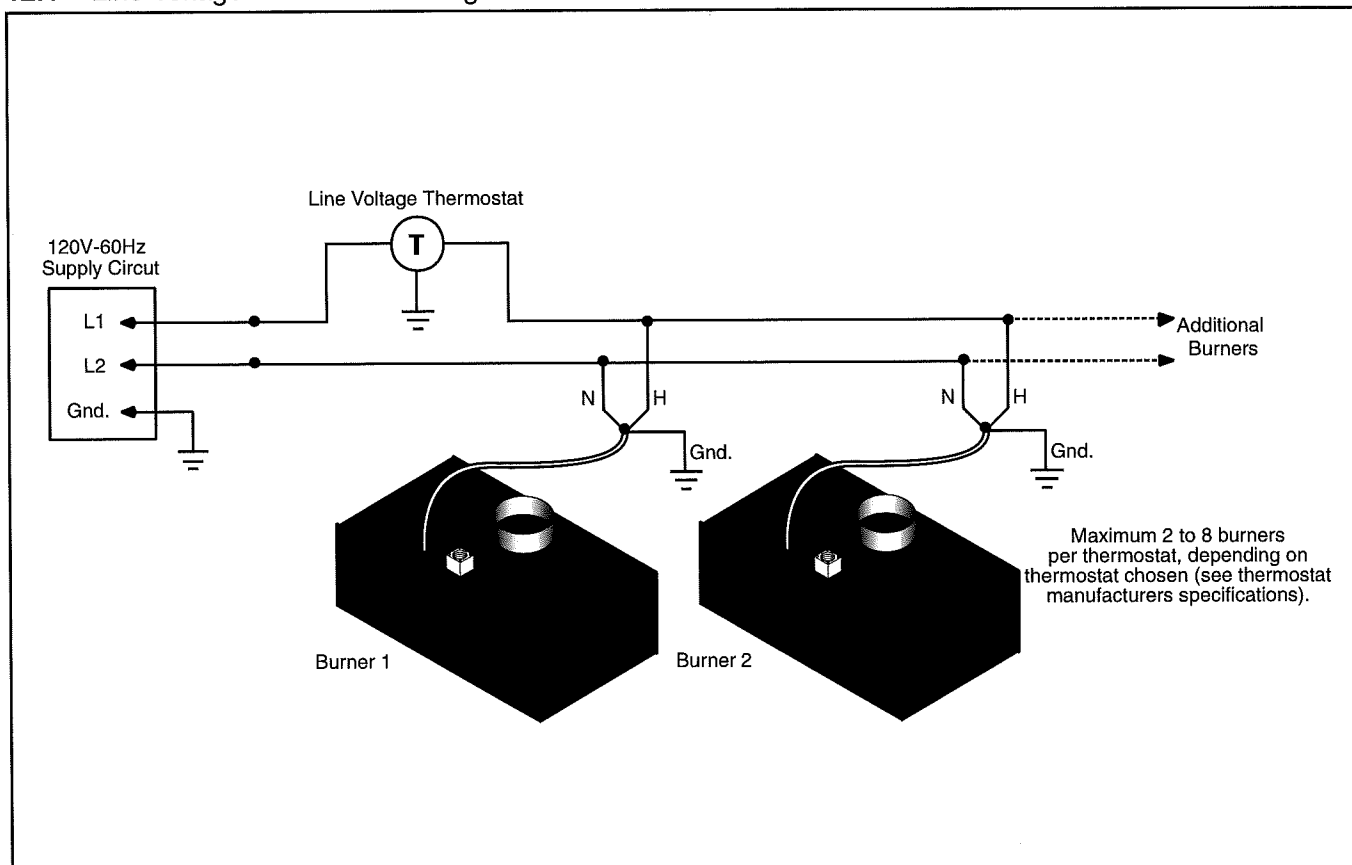 Line Voltage Thermostat
120V-60Hz
Supply Circut
T
L1
L2
Gnd.
Additional
Burners
N
H
Gnd.
N
H
Gnd.
Maximum 2 to 8 burners
per thermostat, depending on
thermostat chosen (see thermostat
manufacturers specifications).
Burner 1
Burner 2